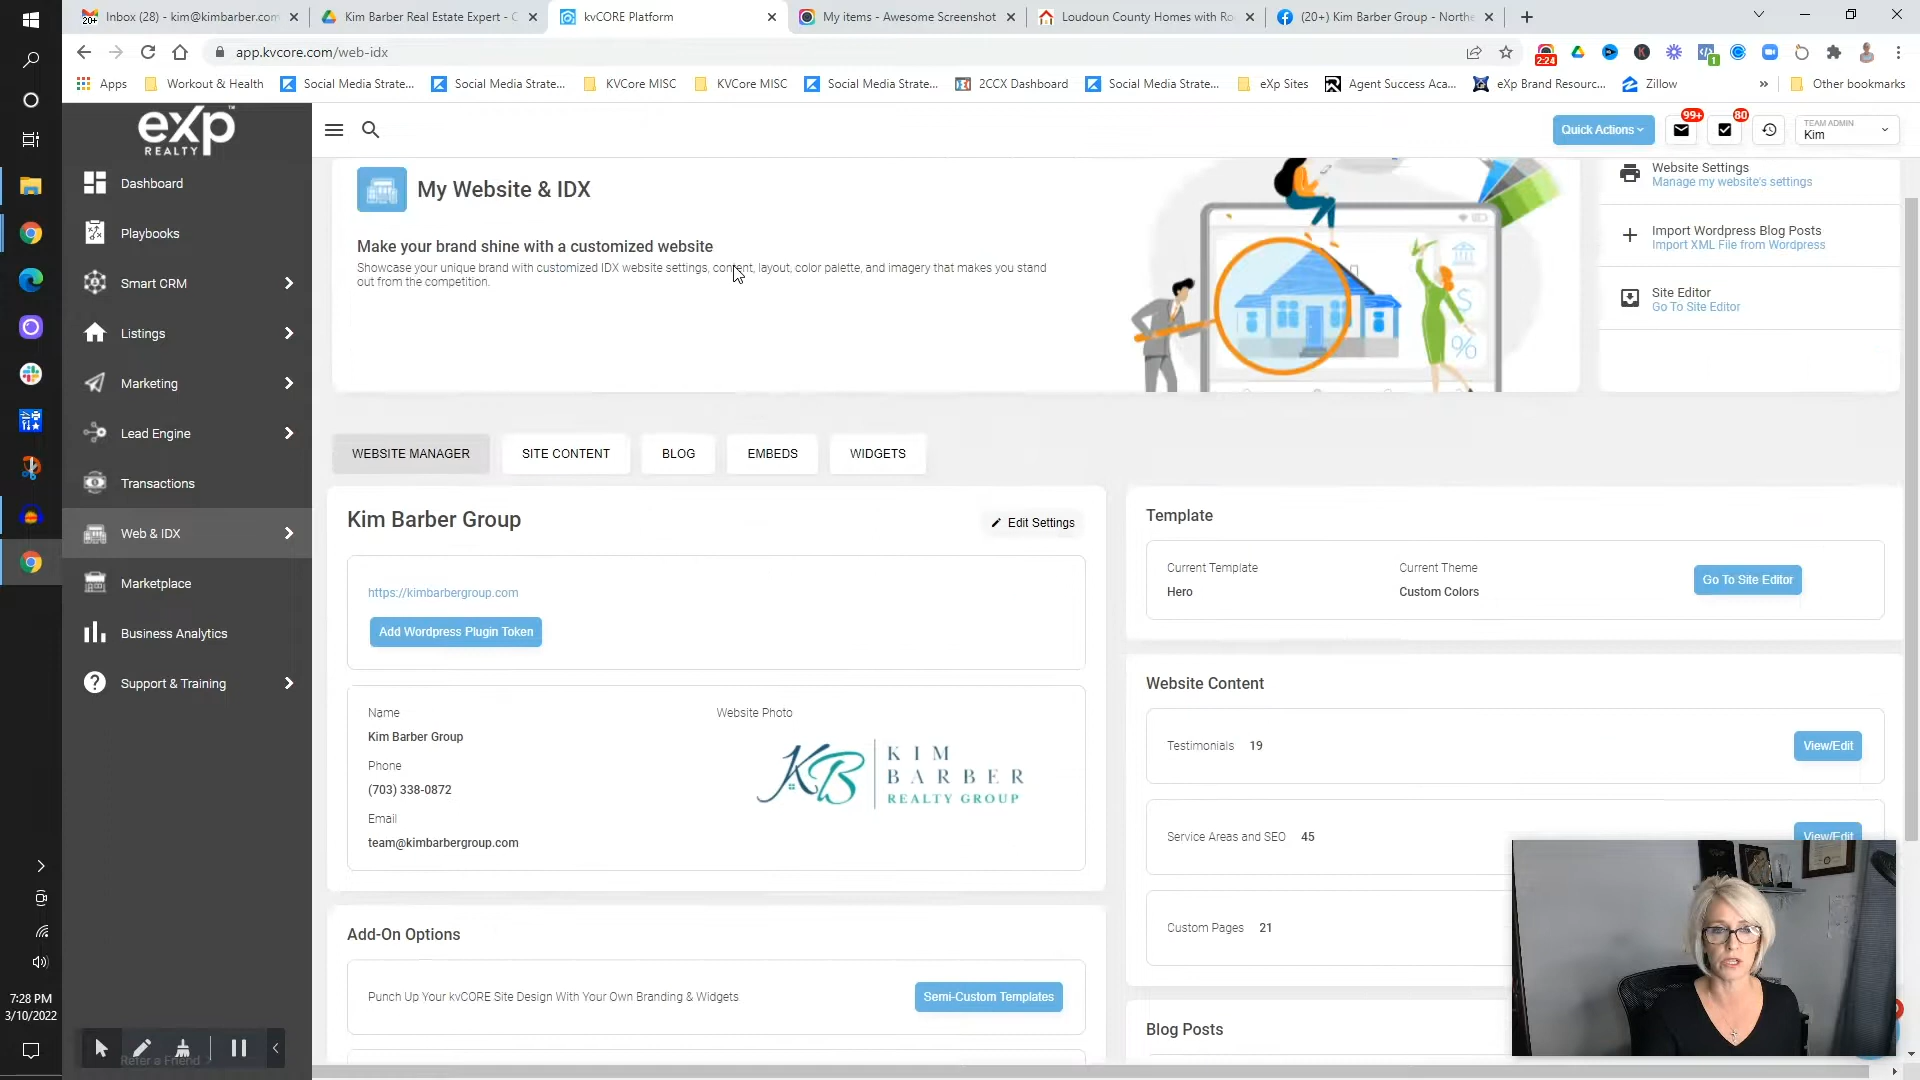 Inbox (28) - kim@kimbarber.com
Kim Barber Real Estate Expert - C
kvCORE Platform
My items - Awesome Screenshot
Loudoun County Homes with Ro
(20+) Kim Barber Group - Northe
app.kvcore.com/web-idx
2:24
1
Apps
Workout & Health
Social Media Strate...
Social Media Strate...
KVCore MISC
KVCore MISC
Social Media Strate...
2CCX Dashboard
Social Media Strate...
eXp Sites
Agent Success Aca...
eXp Brand Resourc...
Zillow
»
Other bookmarks
eXp
REALTY
Quick Actions
99+
80
TEAM ADMIN
Kim
Dashboard
Playbooks
Smart CRM
Listings
Marketing
Lead Engine
Transactions
Web & IDX
Marketplace
Business Analytics
Support & Training
Refer a Friend
My Website & IDX
Make your brand shine with a customized website
Showcase your unique brand with customized IDX website settings, content, layout, color palette, and imagery that makes you stand
out from the competition.
$
%
Website Settings
Manage my website's settings
Import Wordpress Blog Posts
Import XML File from Wordpress
Site Editor
Go To Site Editor
WEBSITE MANAGER
SITE CONTENT
BLOG
EMBEDS
WIDGETS
Kim Barber Group
Edit Settings
https://kimbarbergroup.com
Add Wordpress Plugin Token
Name
Kim Barber Group
Phone
(703) 338-0872
Email
team@kimbarbergroup.com
Website Photo
KB
KIM
BARBER
REALTY GROUP
Add-On Options
Punch Up Your kvCORE Site Design With Your Own Branding & Widgets
Semi-Custom Templates
Template
Current Template
Hero
Current Theme
Custom Colors
Go To Site Editor
Website Content
Testimonials 19
View/Edit
Service Areas and SEO 45
View/Edit
Custom Pages 21
Blog Posts
7:28 PM
3/10/2022